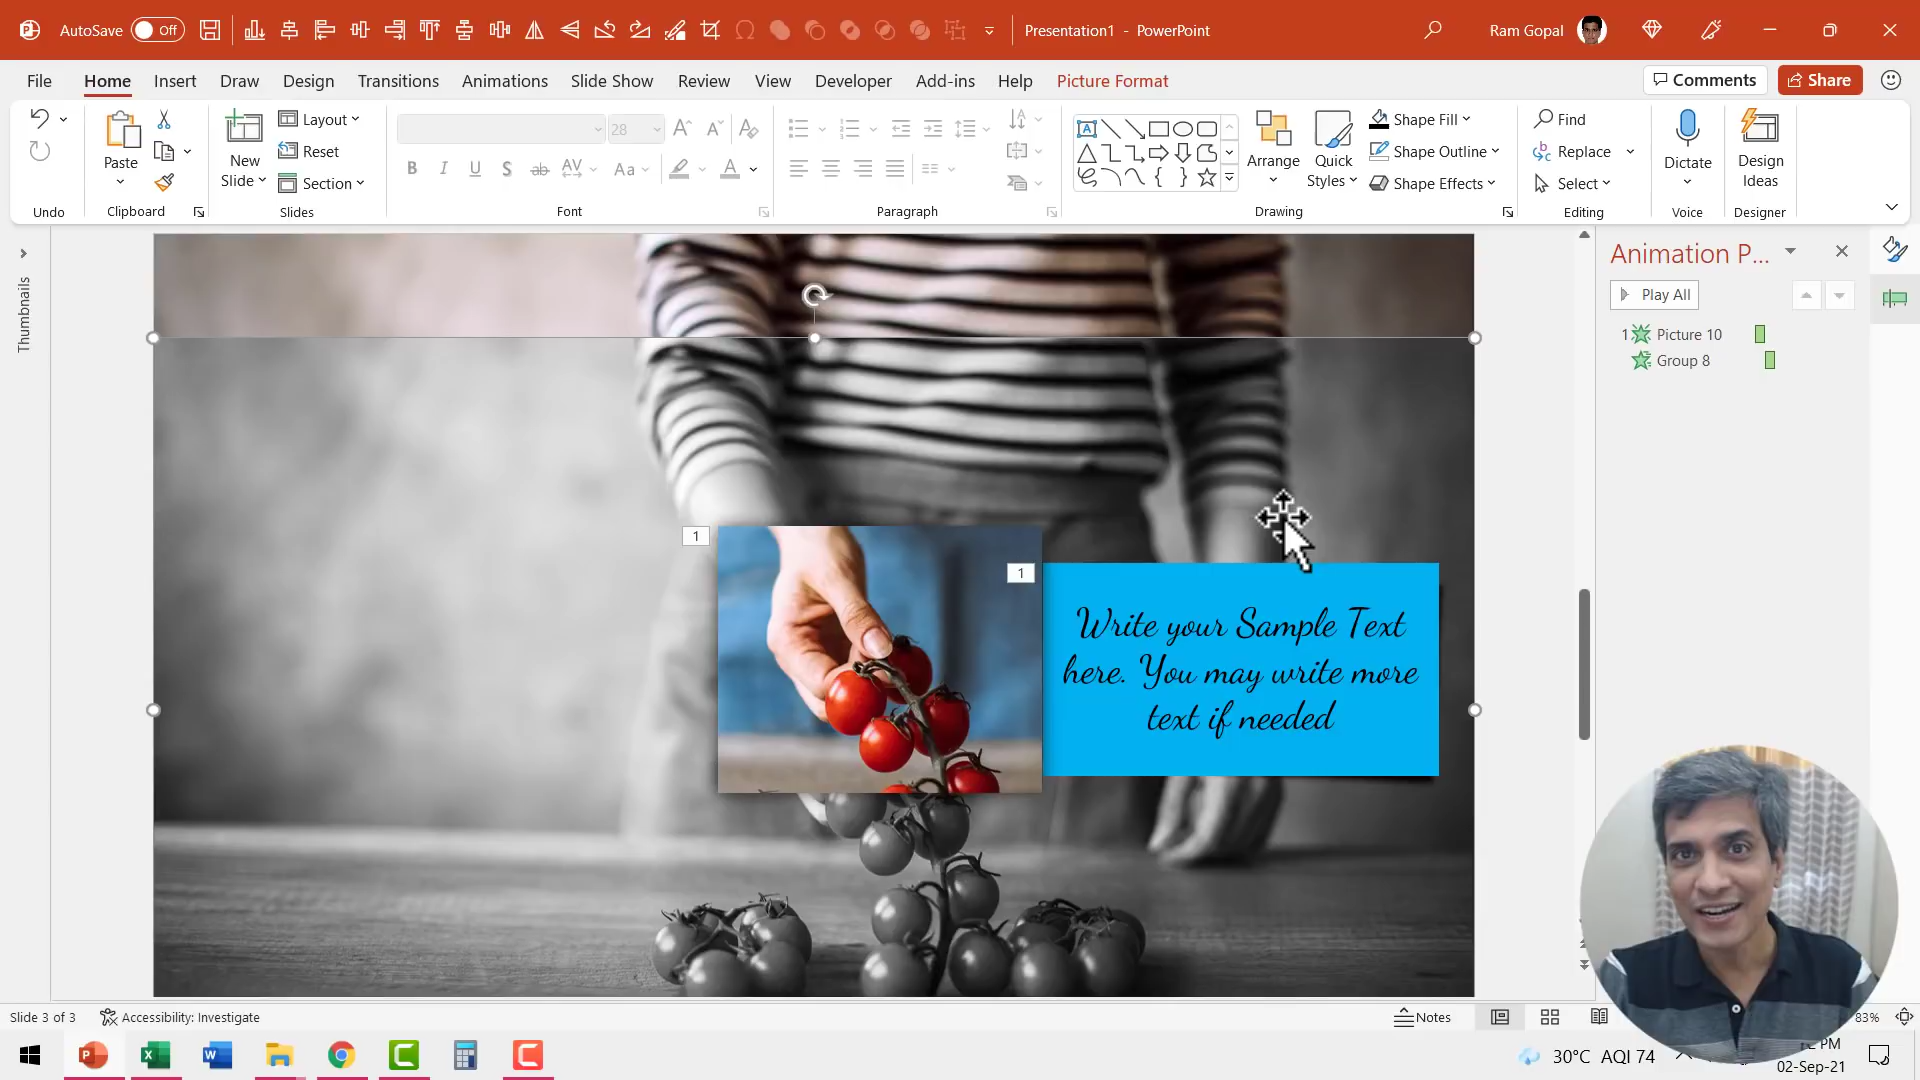 AutoSave Off Presentation1 - PowerPoint Ram Gopal
File Home Insert Draw Design Transitions Animations Slide Show Review View Developer Add-ins Help Picture Format Comments Share
Paste
New Slide
Layout
Reset
Section
28
Shape Fill
Shape Outline
Shape Effects
Arrange
Quick Styles
Find
Replace
Select
Dictate
Design Ideas
Undo Clipboard Slides Font Paragraph Drawing Editing Voice Designer
Thumbnails
Animation P...
Play All
1 Picture 10
Group 8
1
1
Write your Sample Text
here. You may write more
text if needed
Slide 3 of 3 Accessibility: Investigate Notes 83%
30°C AQI 74
PM
02-Sep-21